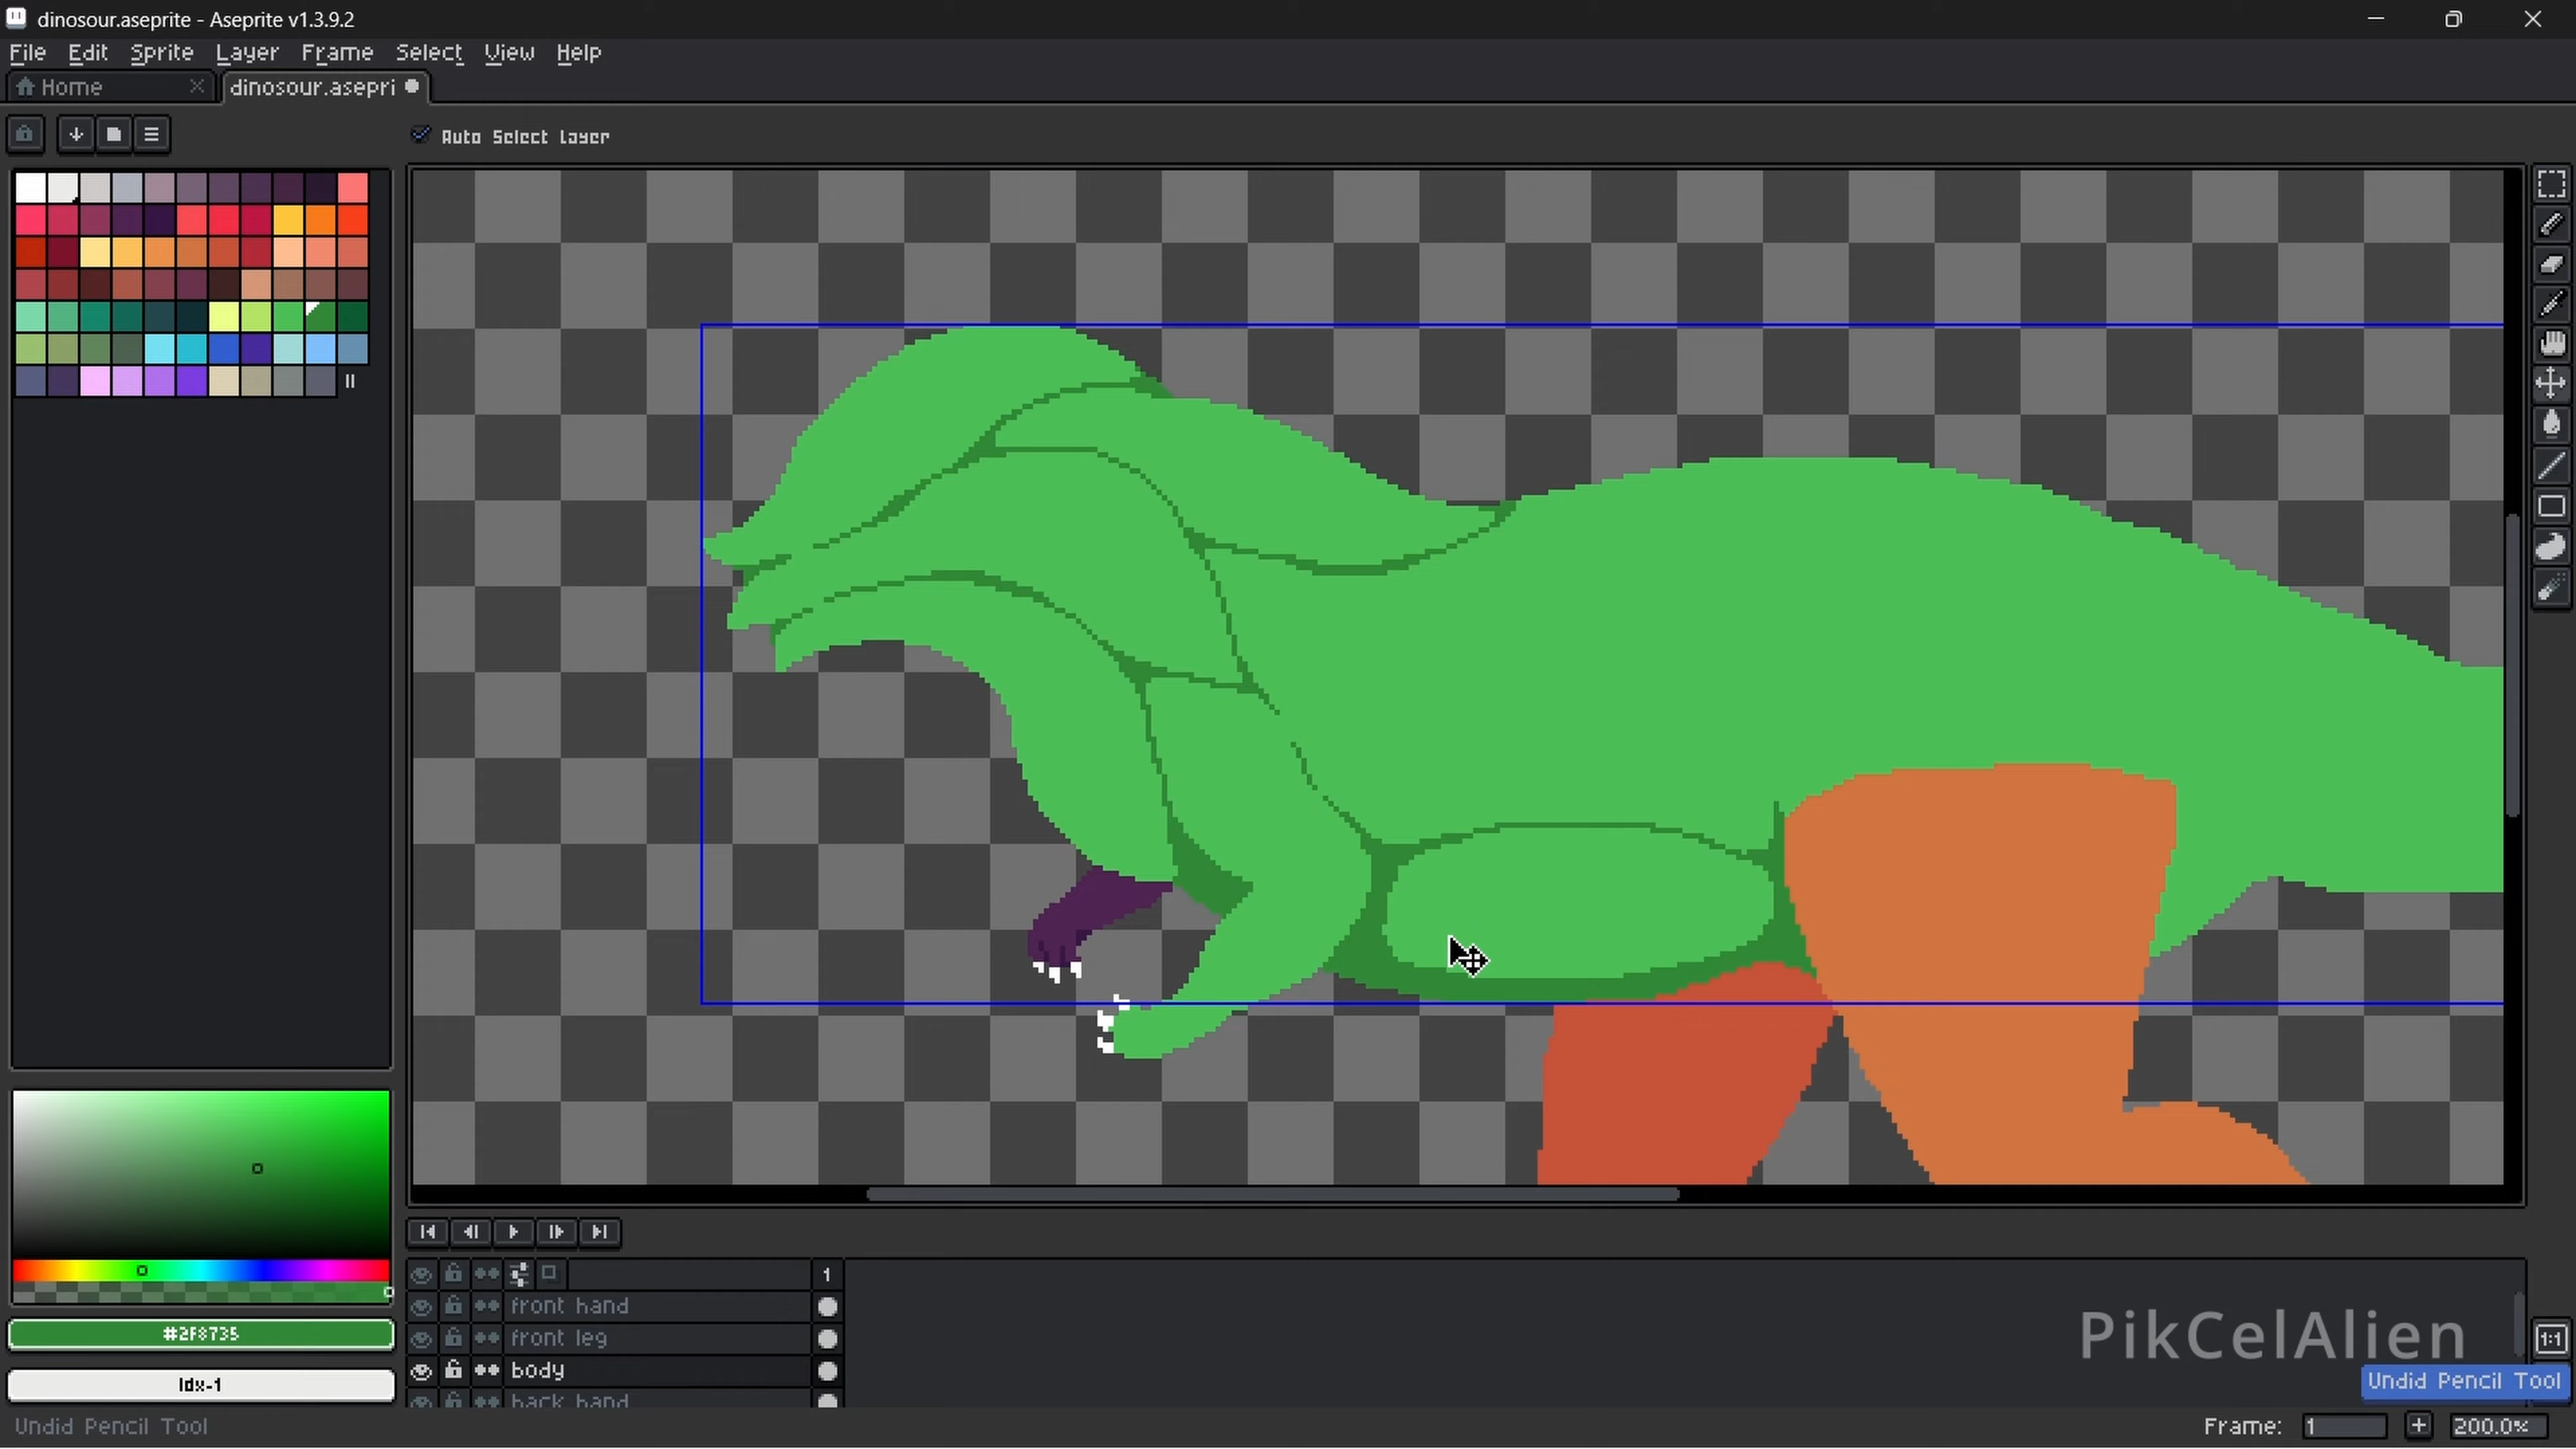 dinosour.aseprite - Aseprite v1.3.9.2
File Edit Sprite Layer Frame Select View Help
Home dinosour.asepri
Auto Select Layer
1
front hand
front leg
body
back hand
#2F8735
Idx-1
PikCelAlien
1:1
Undid Pencil Tool
Undid Pencil Tool
Frame: 1 + 200.0%